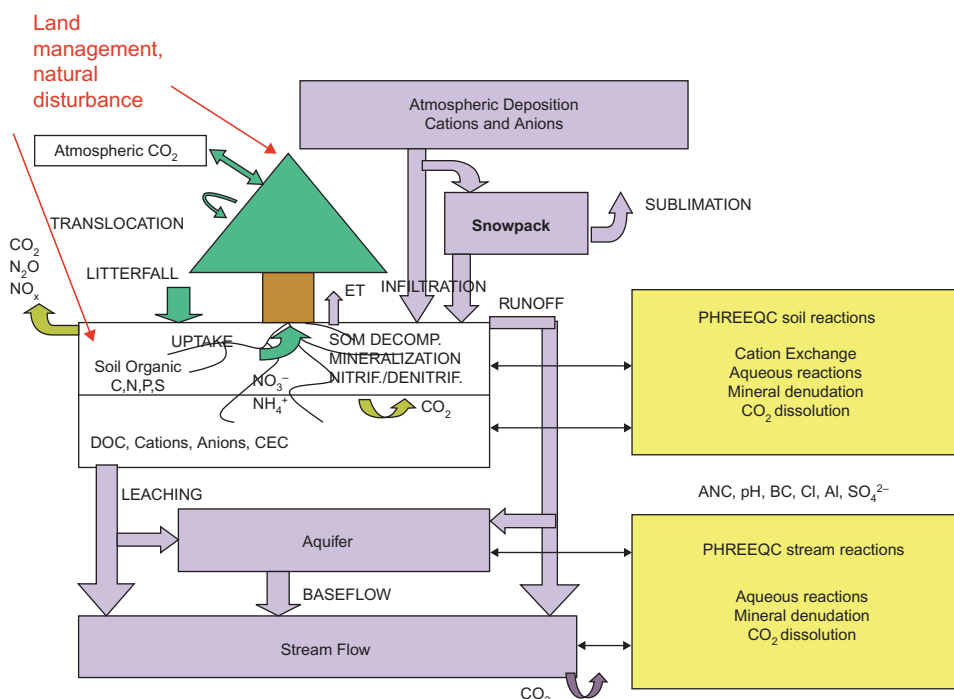 Land
management,
natural
disturbance
Atmospheric Deposition
Cations and Anions
Atmospheric CO₂
TRANSLOCATION
Snowpack
SUBLIMATION
CO₂
N₂O
NOₓ
LITTERFALL
ET
INFILTRATION
RUNOFF
UPTAKE
SOM DECOMP.
MINERALIZATION
NITRIF./DENITRIF.
Soil Organic
C,N,P,S
NO₃⁻
NH₄⁺
CO₂
DOC, Cations, Anions, CEC
PHREEQC soil reactions
Cation Exchange
Aqueous reactions
Mineral denudation
CO₂ dissolution
LEACHING
ANC, pH, BC, Cl, Al, SO₄²⁻
Aquifer
BASEFLOW
PHREEQC stream reactions
Aqueous reactions
Mineral denudation
CO₂ dissolution
Stream Flow
CO₂